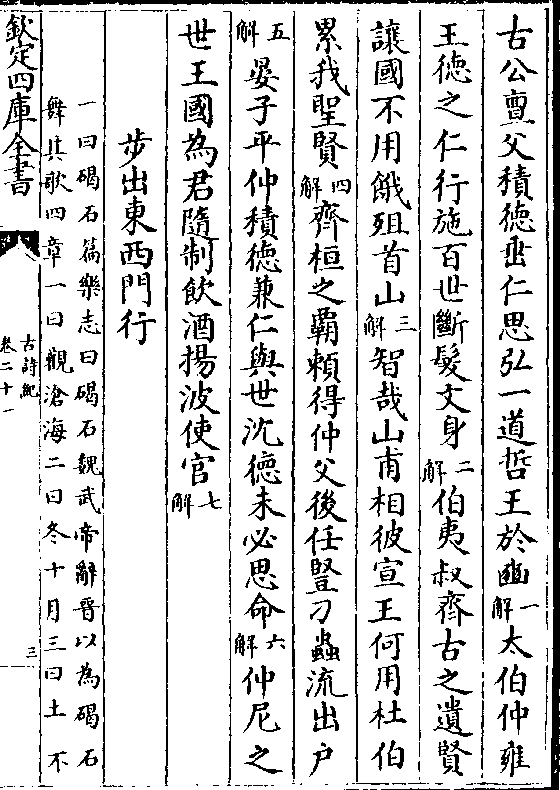 古公亶父積德垂仁思弘一道哲王於豳一解太伯仲雍
王德之仁行施百世斷髮文身二解伯夷叔齊古之遺賢
讓國不用餓殂首山三解智哉山甫相彼宣王何用杜伯
累我聖賢四解齊桓之霸賴得仲父後任豎刁蟲流出户
五解晏子平仲積德兼仁與世沈德未必思命六解仲尼之
世王國為君隨制飲酒揚波使官七解
步出東西門行
一曰碣石篇樂志曰碣石魏武帝辭晉以為碣石
舞其歌四章一曰觀滄海二曰冬十月三曰土不
欽定四庫全書
古詩紀
卷二十一
三